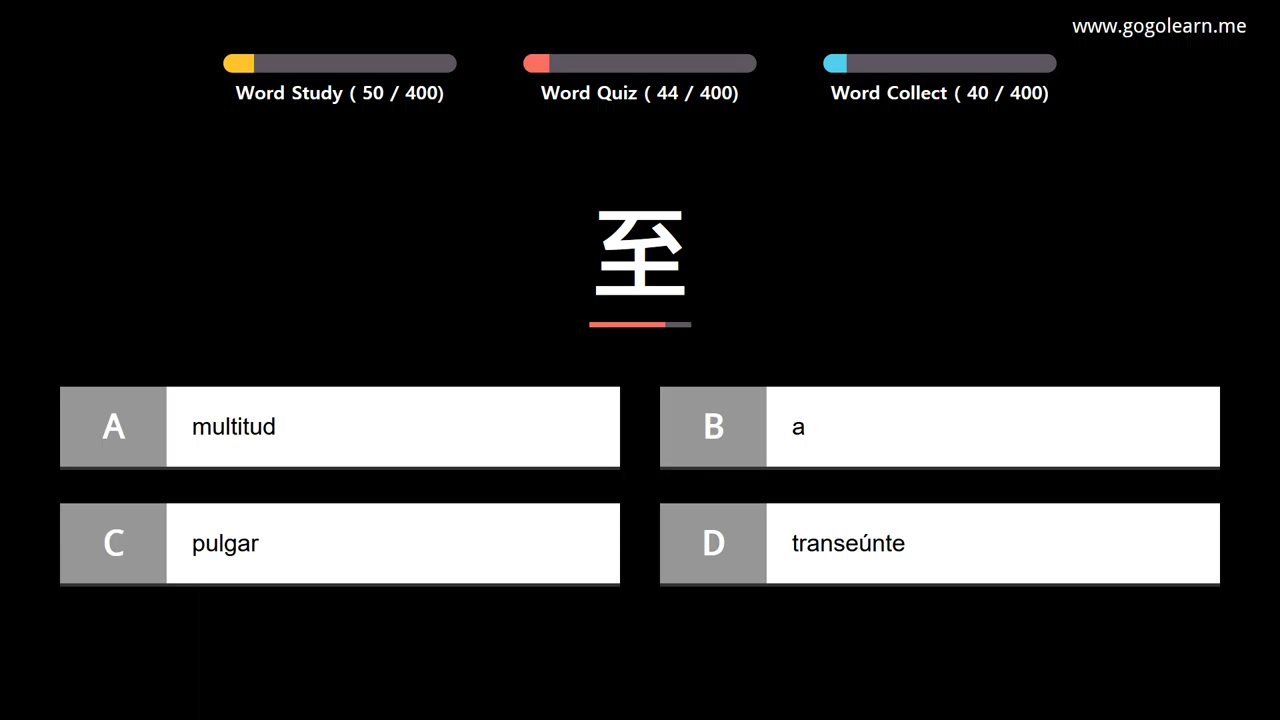 www.gogolearn.me
Word Study ( 50 / 400)
Word Quiz ( 44 / 400)
Word Collect ( 40 / 400)
至
A multitud
B a
C pulgar
D transeúnte